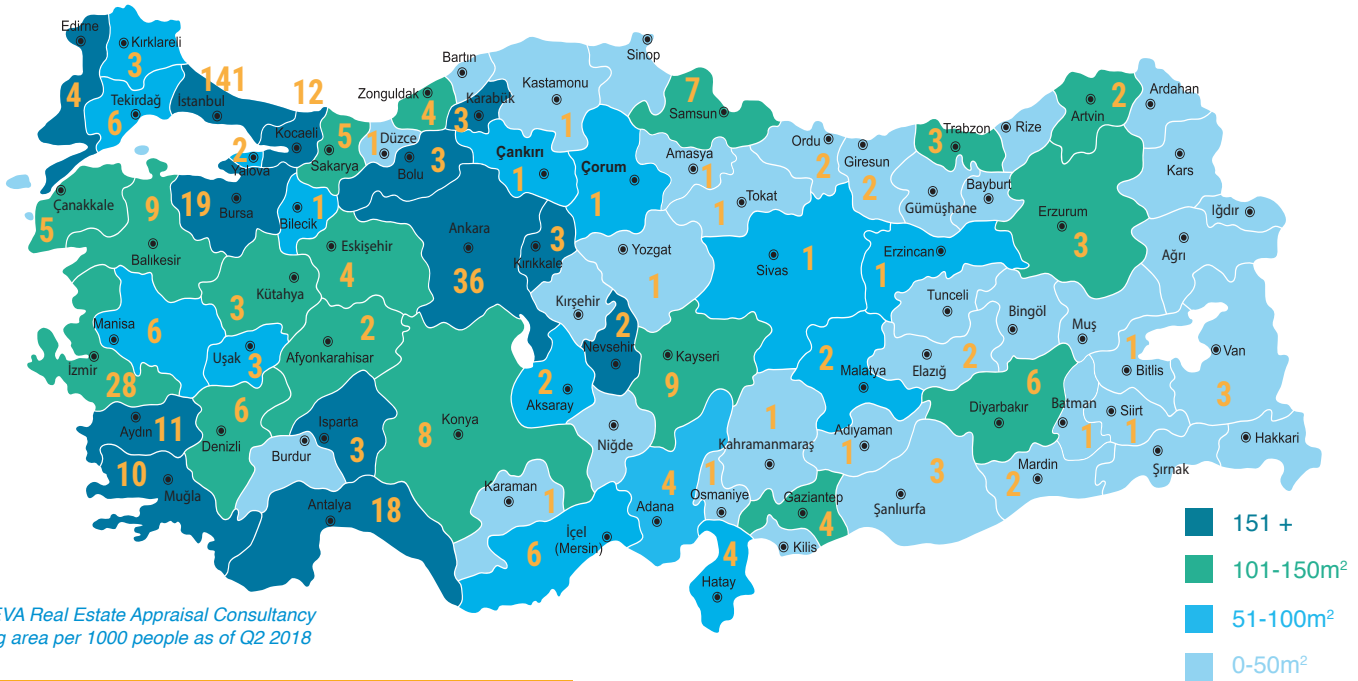 Edirne
4
Kırklareli
3
Tekirdağ
6
141
İstanbul
12
Kocaeli
2
Yalova
5
Sakarya
Zonguldak
4
Bartın
Karabük
3
Düzce
1
Bolu
3
Kastamonu
1
Sinop
7
Samsun
Çankırı
1
Çorum
1
Amasya
1
Tokat
1
Ordu
2
Giresun
2
Trabzon
3
Rize
Artvin
2
Ardahan
Kars
Iğdır
Ağrı
Gümüşhane
Bayburt
Erzurum
3
Çanakkale
5
9
Balıkesir
19
Bursa
Bilecik
1
Eskişehir
4
Kütahya
3
Ankara
36
Kırıkkale
3
Yozgat
1
Kırşehir
Sivas
1
Erzincan
1
Tunceli
Bingöl
Muş
Elazığ
2
Bitlis
1
Van
3
Manisa
6
Uşak
3
Afyonkarahisar
2
İzmir
28
Aydın
11
Denizli
6
10
Muğla
Burdur
Isparta
3
Antalya
18
Konya
8
Karaman
1
Aksaray
2
Nevşehir
2
Niğde
Kayseri
9
Malatya
2
Kahramanmaraş
1
Adıyaman
1
Diyarbakır
6
Batman
1
Siirt
1
Mardin
2
Şırnak
Hakkari
Şanlıurfa
3
Gaziantep
4
Kilis
Osmaniye
1
Adana
4
Hatay
4
İçel
(Mersin)
6
151 +
101-150m²
51-100m²
0-50m²
EVA Real Estate Appraisal Consultancy
area per 1000 people as of Q2 2018